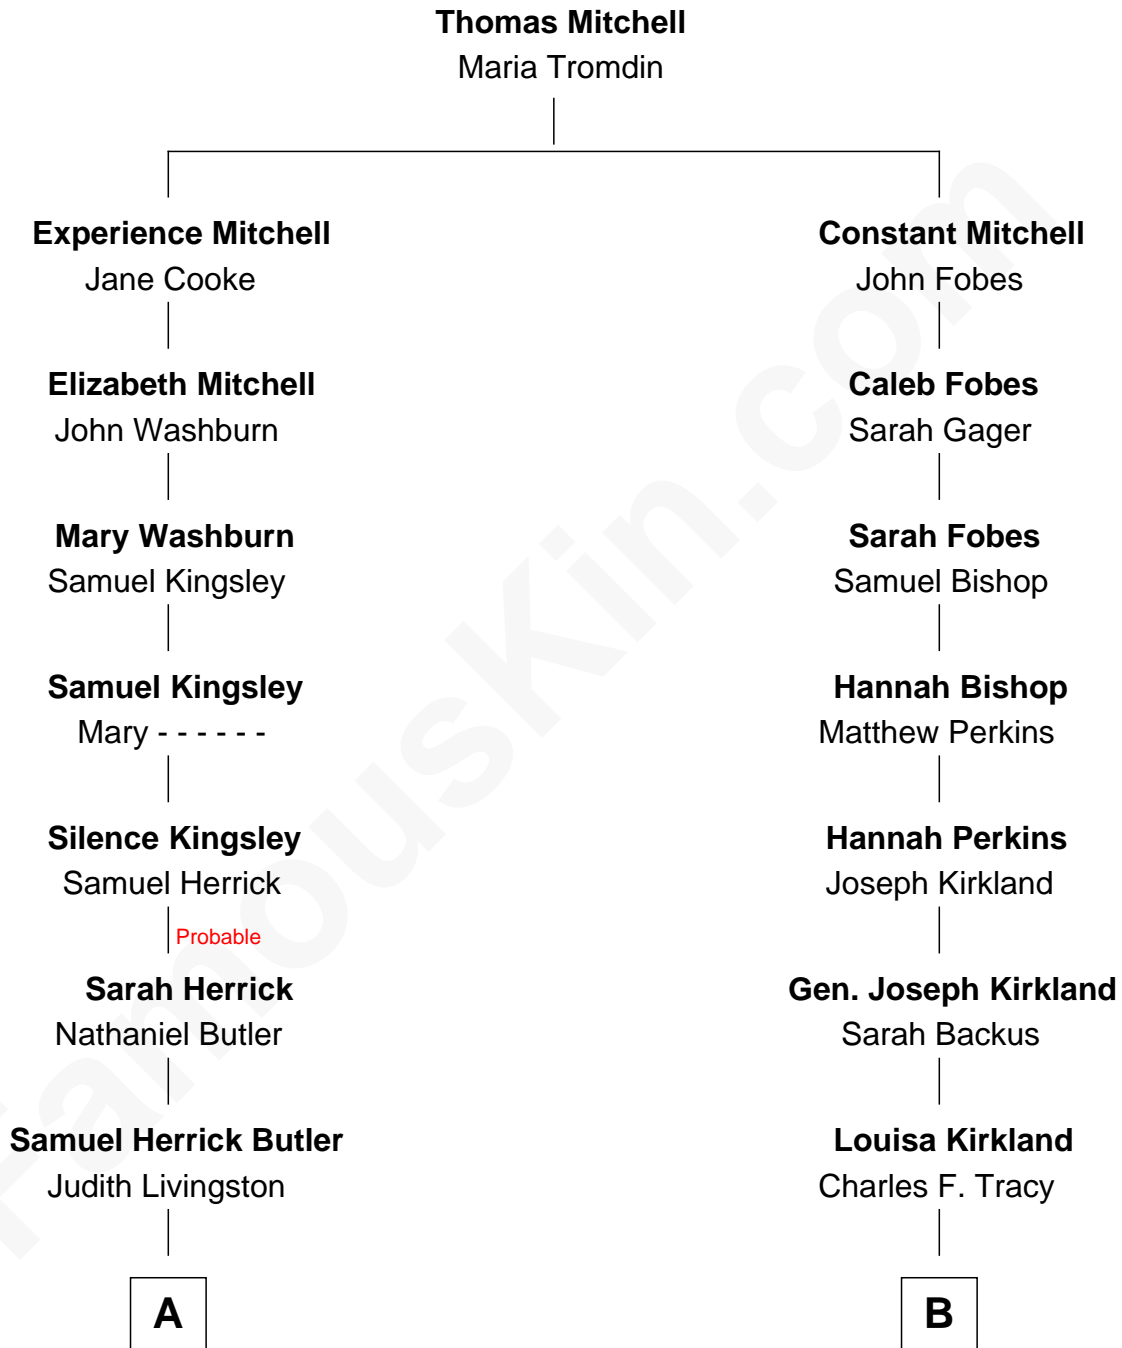 Thomas Mitchell
Maria Tromdin
Experience Mitchell
Jane Cooke
Constant Mitchell
John Fobes
Elizabeth Mitchell
John Washburn
Caleb Fobes
Sarah Gager
Mary Washburn
Samuel Kingsley
Sarah Fobes
Samuel Bishop
Samuel Kingsley
Mary - - - - - -
Hannah Bishop
Matthew Perkins
Silence Kingsley
Samuel Herrick
Hannah Perkins
Joseph Kirkland
Probable
Sarah Herrick
Nathaniel Butler
Gen. Joseph Kirkland
Sarah Backus
Samuel Herrick Butler
Judith Livingston
Louisa Kirkland
Charles F. Tracy
A
B
FamousKin.com